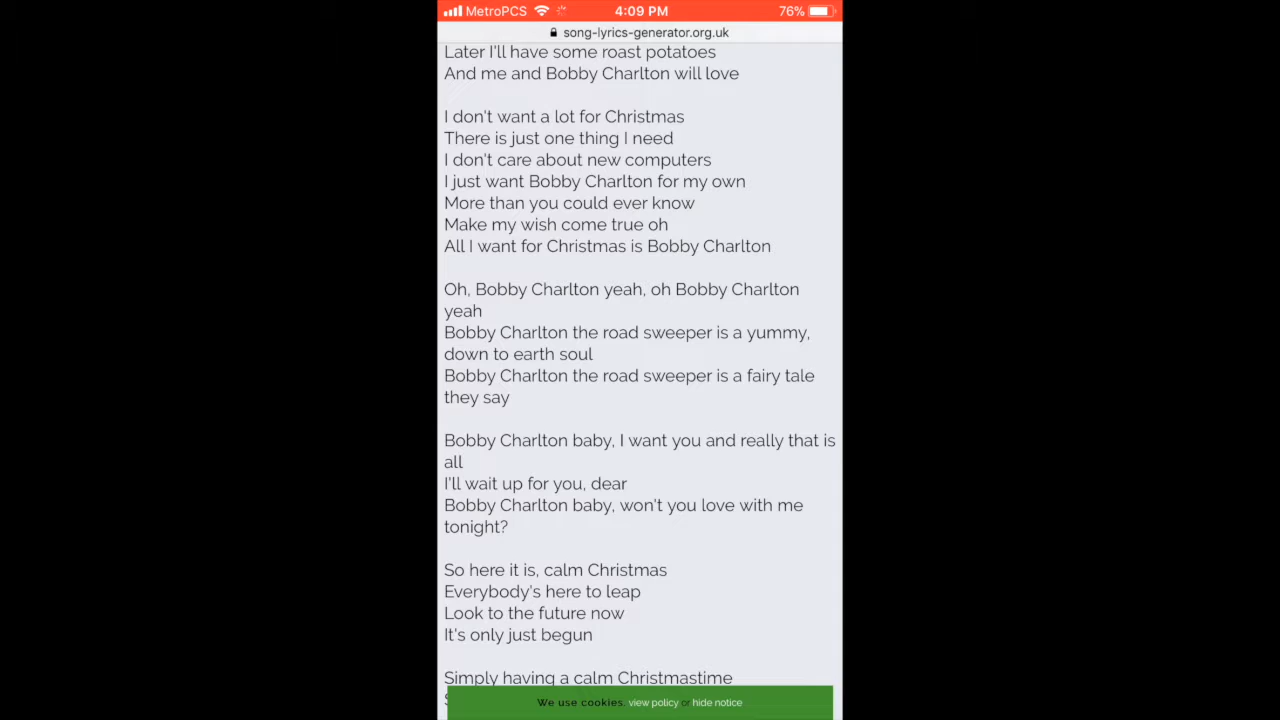 MetroPCS 4:09 PM 76%
song-lyrics-generator.org.uk
Later I'll have some roast potatoes
And me and Bobby Charlton will love
I don't want a lot for Christmas
There is just one thing I need
I don't care about new computers
I just want Bobby Charlton for my own
More than you could ever know
Make my wish come true oh
All I want for Christmas is Bobby Charlton
Oh, Bobby Charlton yeah, oh Bobby Charlton
yeah
Bobby Charlton the road sweeper is a yummy,
down to earth soul
Bobby Charlton the road sweeper is a fairy tale
they say
Bobby Charlton baby, I want you and really that is
all
I'll wait up for you, dear
Bobby Charlton baby, won't you love with me
tonight?
So here it is, calm Christmas
Everybody's here to leap
Look to the future now
It's only just begun
Simply having a calm Christmastime
We use cookies. view policy or hide notice